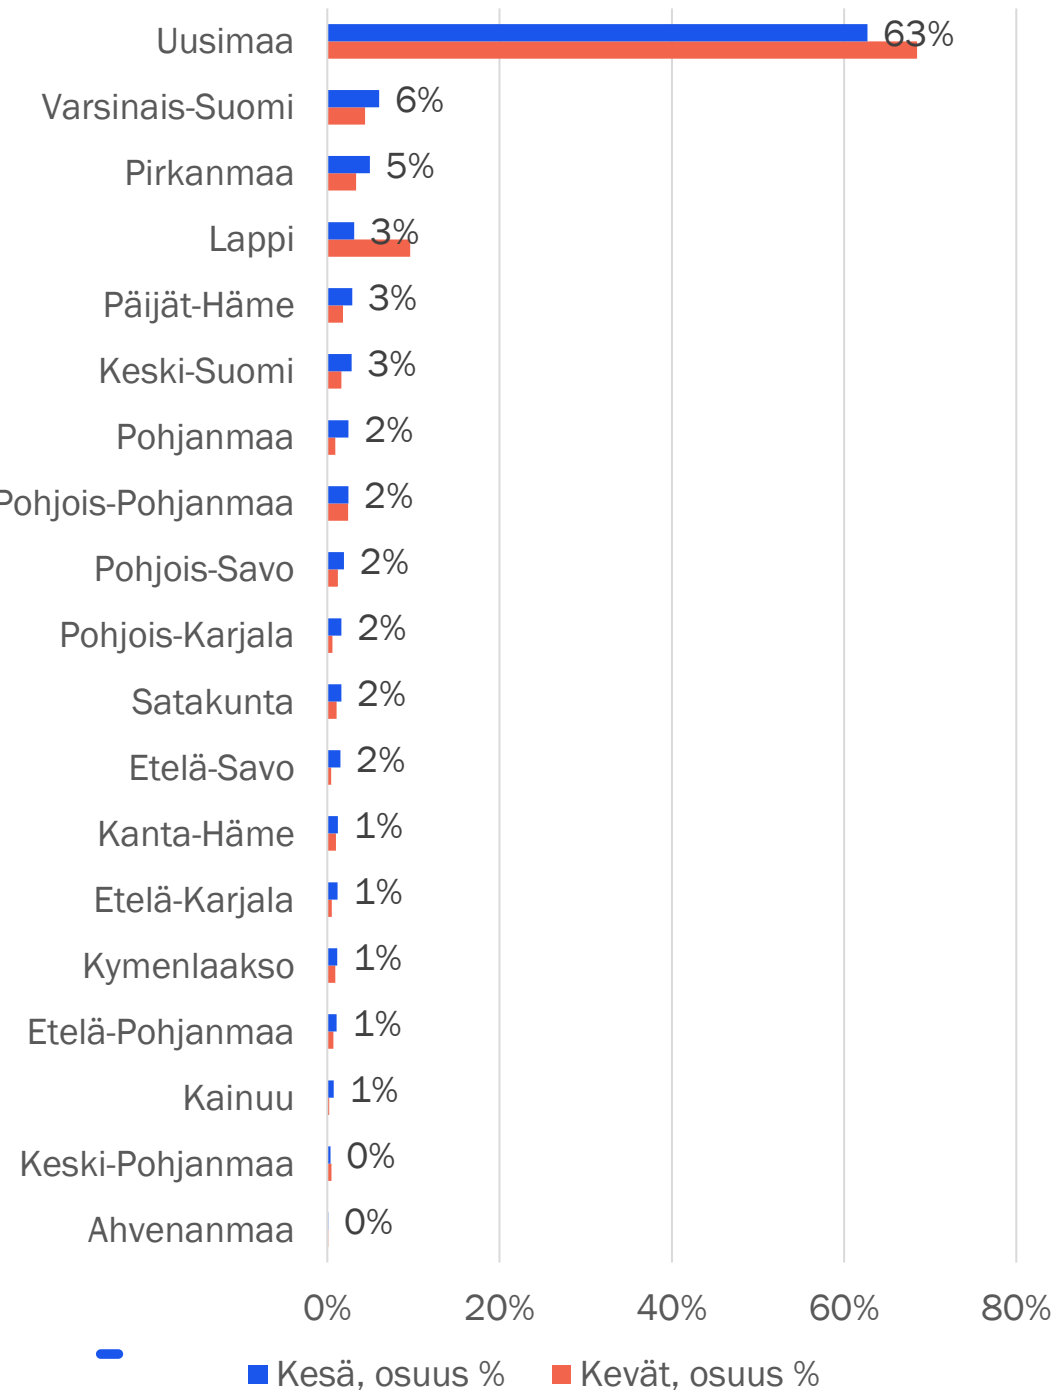 Uusimaa 63%
Varsinais-Suomi 6%
Pirkanmaa 5%
Lappi 3%
Päijät-Häme 3%
Keski-Suomi 3%
Pohjanmaa 2%
Pohjois-Pohjanmaa 2%
Pohjois-Savo 2%
Pohjois-Karjala 2%
Satakunta 2%
Etelä-Savo 2%
Kanta-Häme 1%
Etelä-Karjala 1%
Kymenlaakso 1%
Etelä-Pohjanmaa 1%
Kainuu 1%
Keski-Pohjanmaa 0%
Ahvenanmaa 0%
0% 20% 40% 60% 80%
Kesä, osuus % Kevät, osuus %